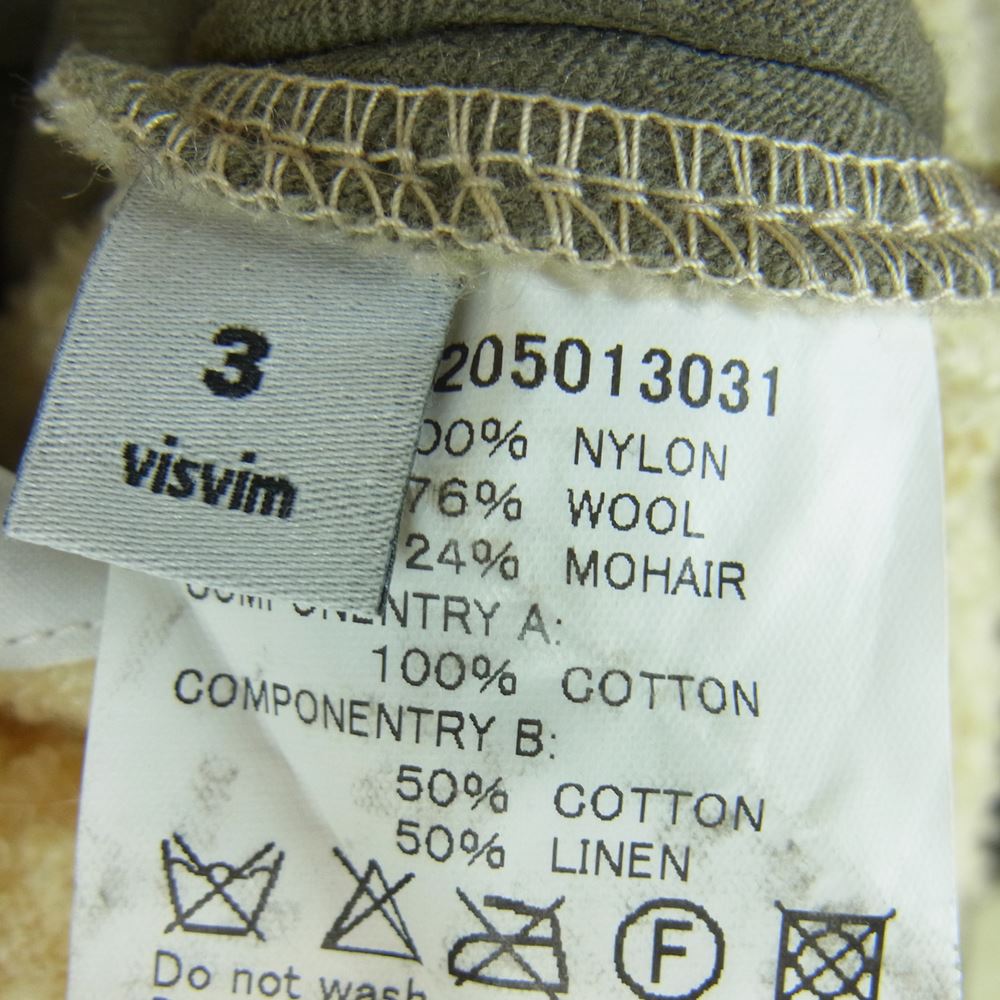 3
visvim
205013031
00% NYLON
76% WOOL
24% MOHAIR
COMPONENTRY A:
100% COTTON
COMPONENTRY B:
50% COTTON
50% LINEN
F
Do not wash